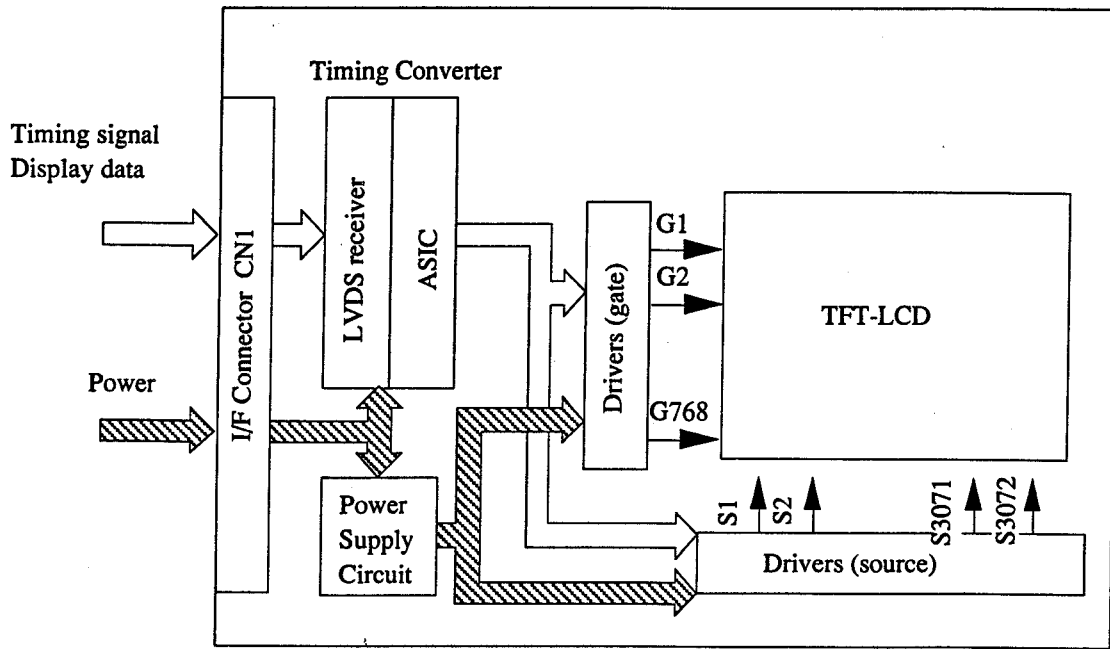 Timing Converter
Timing signal
Display data
I/F Connector CN1
LVDS receiver
ASIC
Drivers (gate)
G1
G2
TFT-LCD
Power
G768
S1
S2
S3071
S3072
Power
Supply
Circuit
Drivers (source)